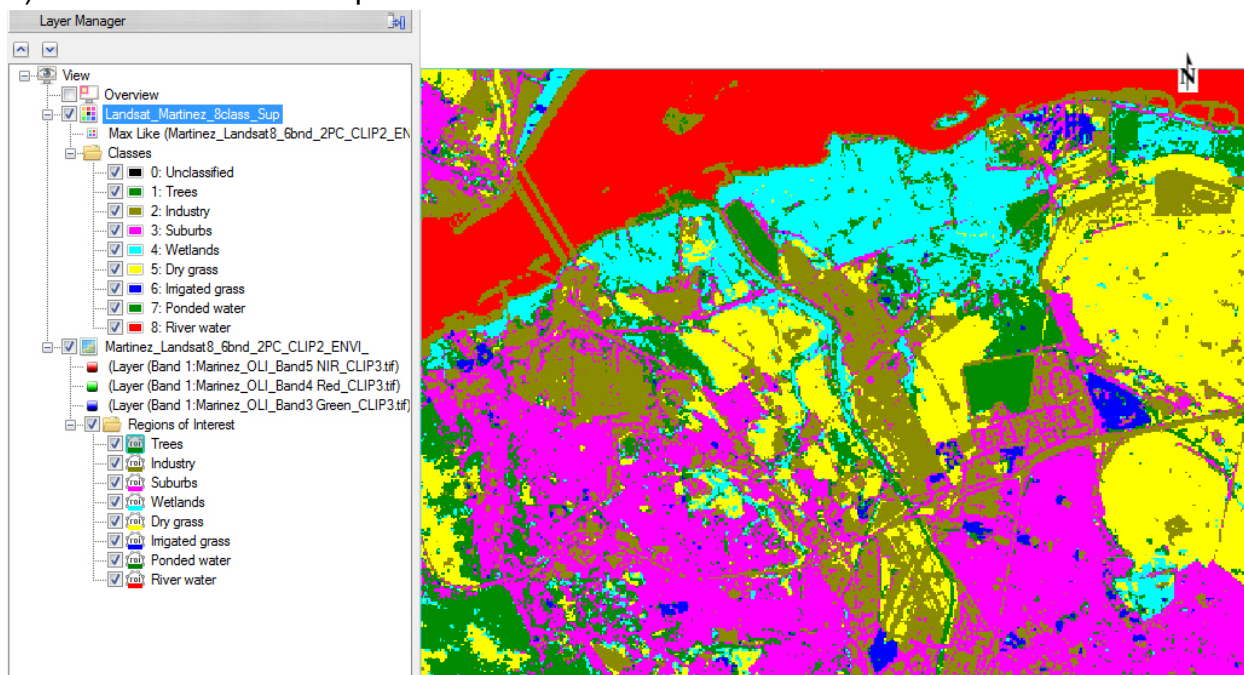 Layer Manager
View
Overview
Landsat_Martinez_8class_Sup
Max Like (Martinez_Landsat8_6bnd_2PC_CLIP2_EN
Classes
0: Unclassified
1: Trees
2: Industry
3: Suburbs
4: Wetlands
5: Dry grass
6: Irrigated grass
7: Ponded water
8: River water
Martinez_Landsat8_6bnd_2PC_CLIP2_ENVI_
(Layer (Band 1:Marinez_OLI_Band5 NIR_CLIP3.tif)
(Layer (Band 1:Marinez_OLI_Band4 Red_CLIP3.tif)
(Layer (Band 1:Marinez_OLI_Band3 Green_CLIP3.tif)
Regions of Interest
Trees
Industry
Suburbs
Wetlands
Dry grass
Irrigated grass
Ponded water
River water
N